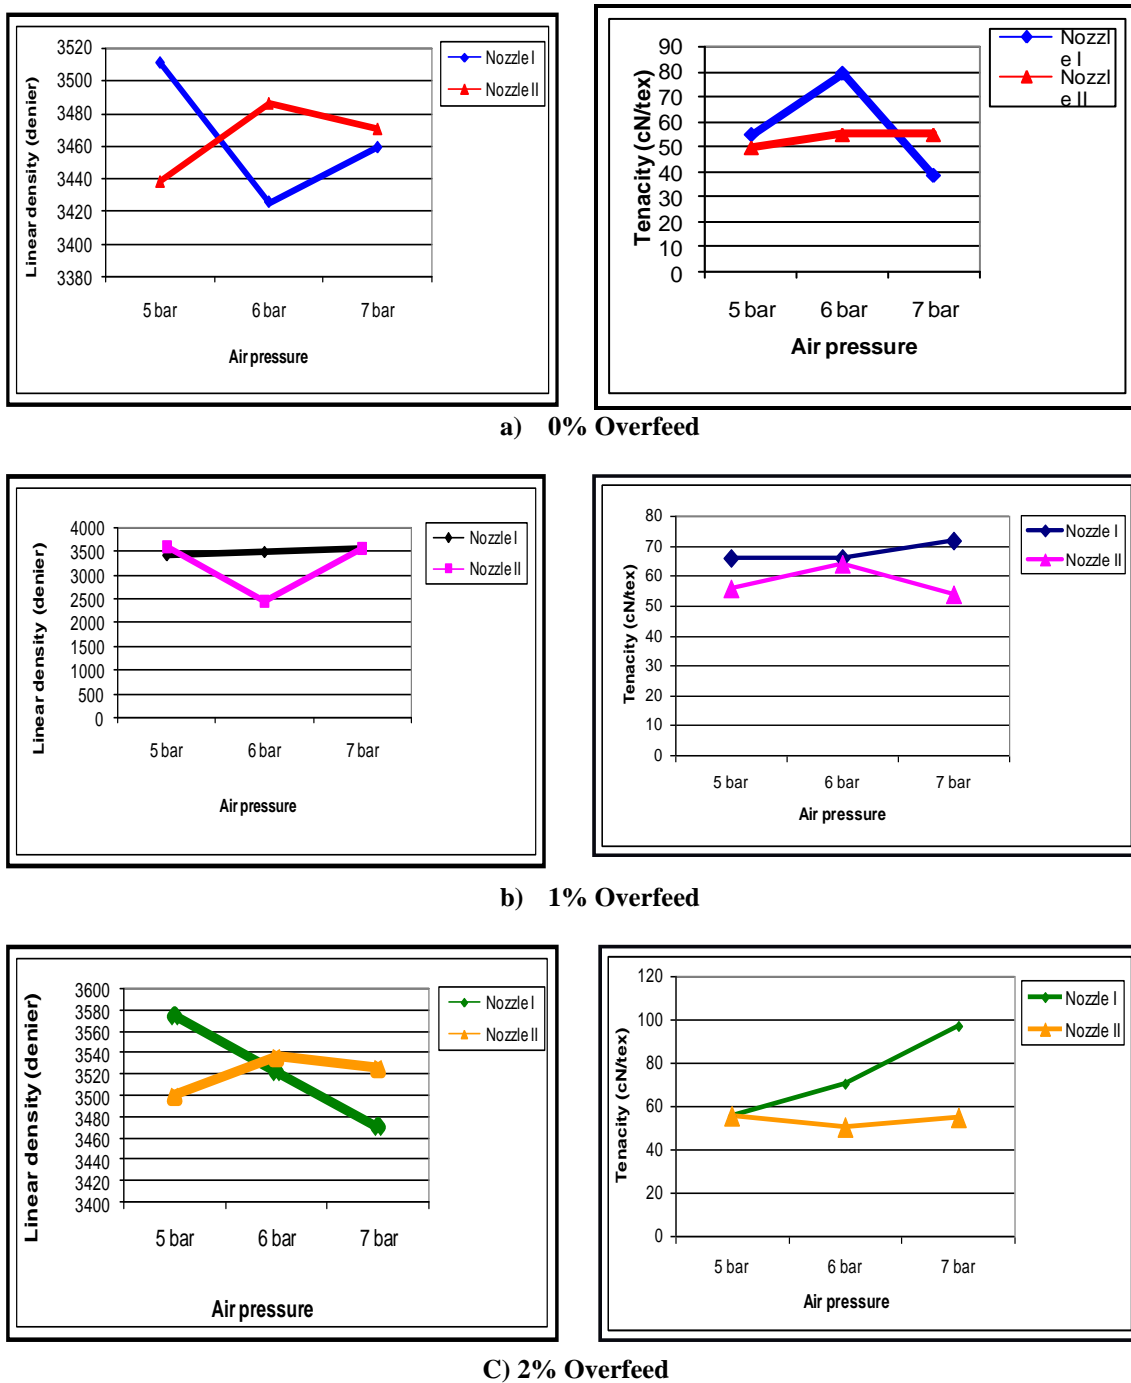 Linear density (denier)
3520
3500
3480
3460
3440
3420
3400
3380
5 bar 6 bar 7 bar
Air pressure
Nozzle I
Nozzle II
Tenacity (cN/tex)
90
80
70
60
50
40
30
20
10
0
5 bar 6 bar 7 bar
Air pressure
Nozzl
e I
Nozzl
e II
a) 0% Overfeed
Linear density (denier)
4000
3500
3000
2500
2000
1500
1000
500
0
5 bar 6 bar 7 bar
Air pressure
Nozzle I
Nozzle II
Tenacity (cN/tex)
80
70
60
50
40
30
20
10
0
5 bar 6 bar 7 bar
Air pressure
Nozzle I
Nozzle II
b) 1% Overfeed
Linear density (denier)
3600
3580
3560
3540
3520
3500
3480
3460
3440
3420
3400
5 bar 6 bar 7 bar
Air pressure
Nozzle I
Nozzle II
Tenacity (cN/tex)
120
100
80
60
40
20
0
5 bar 6 bar 7 bar
Air pressure
Nozzle I
Nozzle II
C) 2% Overfeed